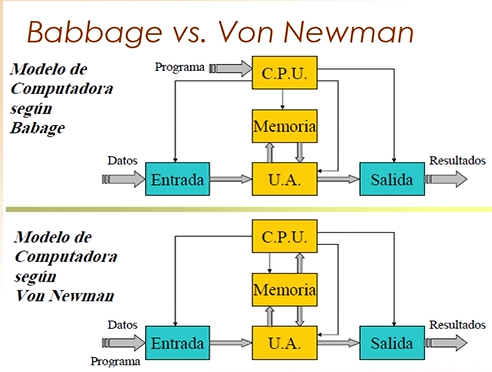 Babbage vs. Von Newman
Modelo de
Computadora
según
Babage
Programa
C.P.U.
Memoria
Datos
Entrada
U.A.
Salida
Resultados
Modelo de
Computadora
según
Von Newman
C.P.U.
Memoria
Datos
Programa
Entrada
U.A.
Salida
Resultados